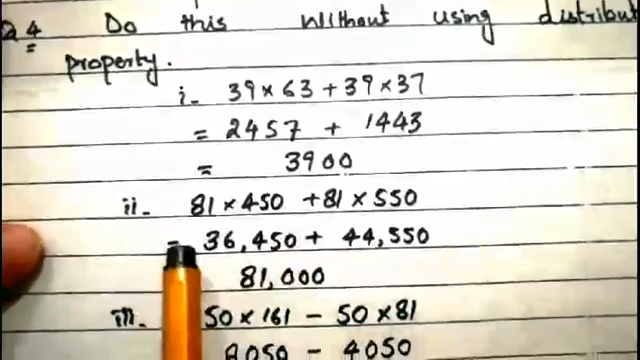 Q4 Do this Without using distribut
property.
i- 39×63 + 39×37
= 2457 + 1443
= 3900
ii- 81×450 +81×550
= 36,450 + 44,550
81,000
iii- 50×161 - 50×81
8050 - 4050